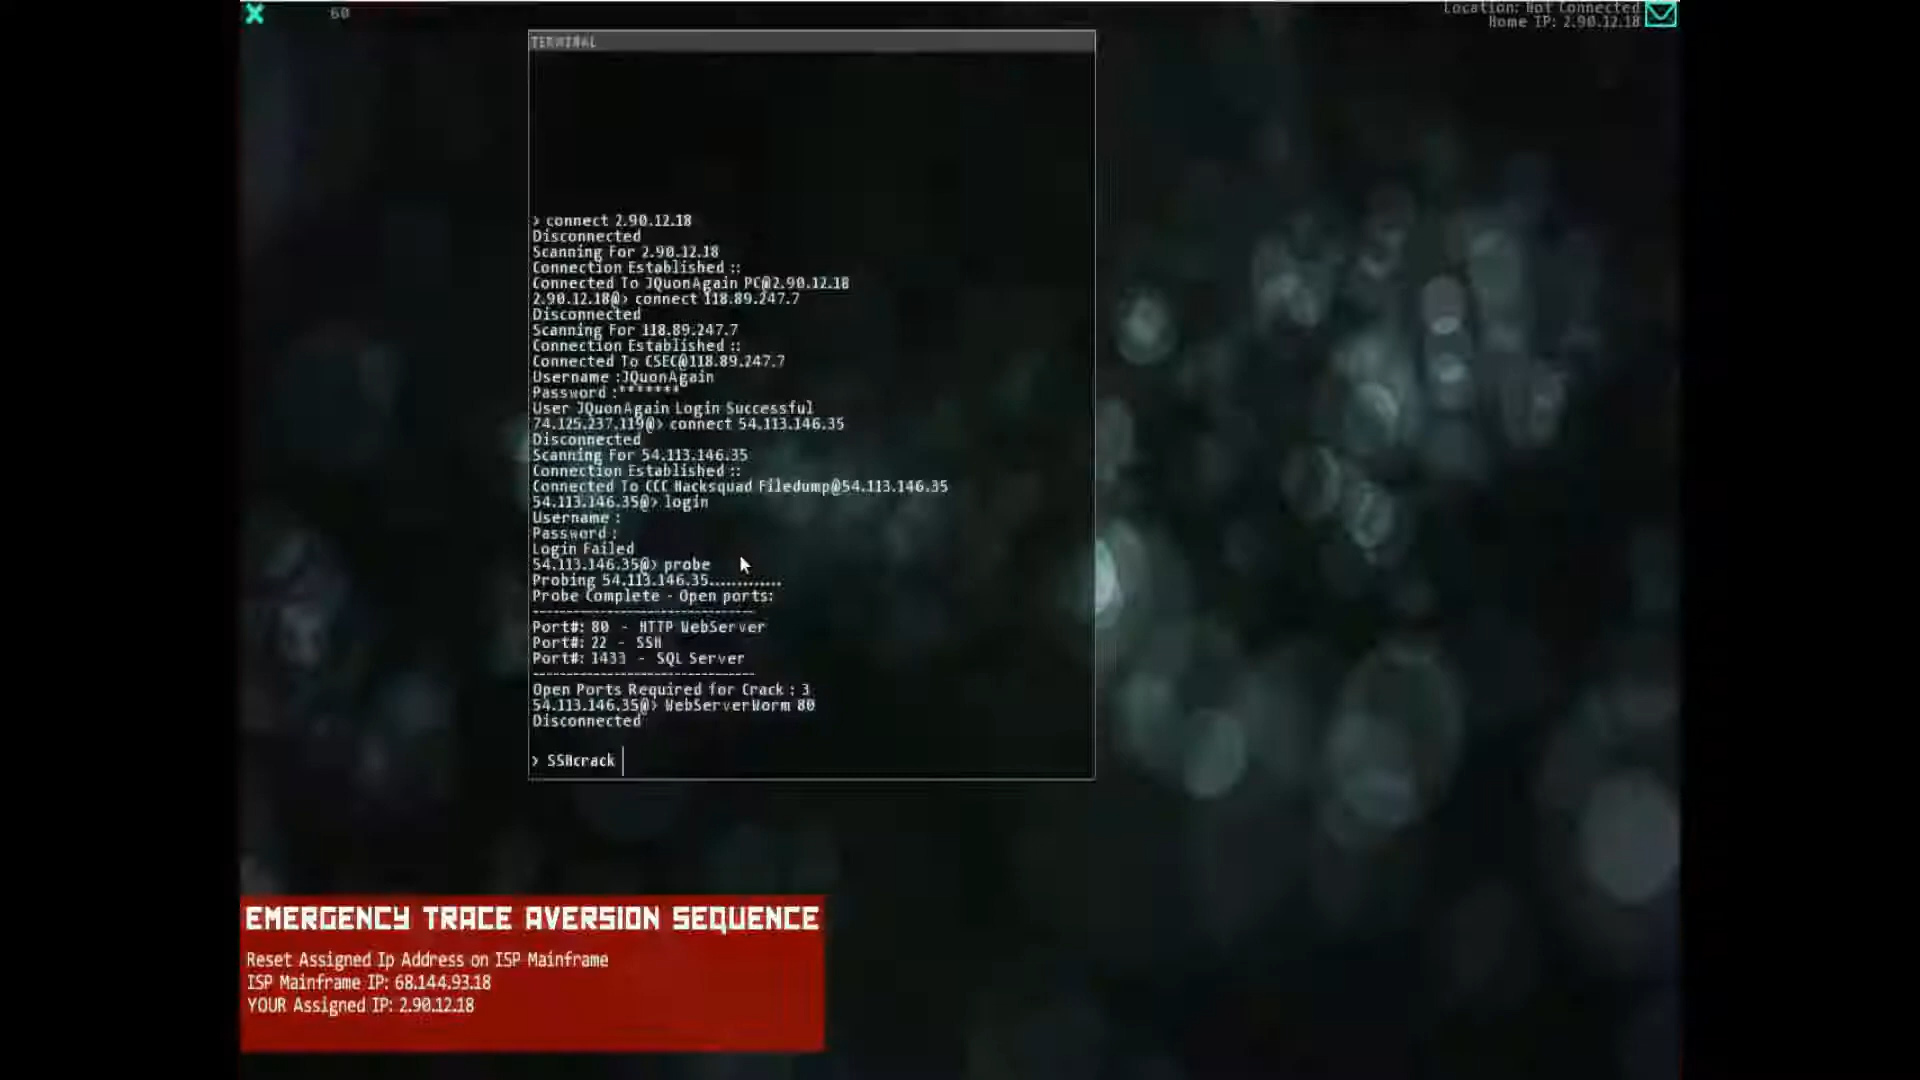 60
Location: Not Connected
Home IP: 2.90.12.18
TERMINAL
> connect 2.90.12.18
Disconnected
Scanning For 2.90.12.18
Connection Established ::
Connected To JQuonAgain PC@2.90.12.18
2.90.12.18@> connect 118.89.247.7
Disconnected
Scanning For 118.89.247.7
Connection Established ::
Connected To CSEC@118.89.247.7
Username :JQuonAgain
Password :*******
User JQuonAgain Login Successful
74.125.237.119@> connect 54.113.146.35
Disconnected
Scanning For 54.113.146.35
Connection Established ::
Connected To CCC Hacksquad Filedump@54.113.146.35
54.113.146.35@> login
Username :
Password :
Login Failed
54.113.146.35@> probe
Probing 54.113.146.35.............
Probe Complete - Open ports:
---------------------------------
Port#: 80 - HTTP WebServer
Port#: 22 - SSH
Port#: 1433 - SQL Server
---------------------------------
Open Ports Required for Crack : 3
54.113.146.35@> WebServerWorm 80
Disconnected
> SSHcrack
EMERGENCY TRACE AVERSION SEQUENCE
Reset Assigned Ip Address on ISP Mainframe
ISP Mainframe IP: 68.144.93.18
YOUR Assigned IP: 2.90.12.18